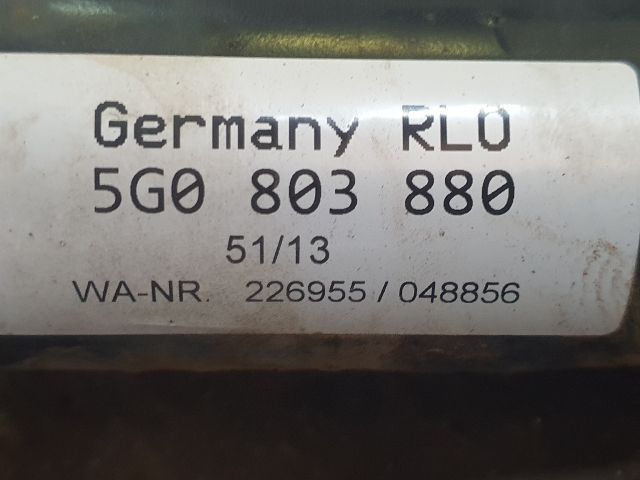 Germany RLO
5G0 803 880
51/13
WA-NR. 226955 / 048856